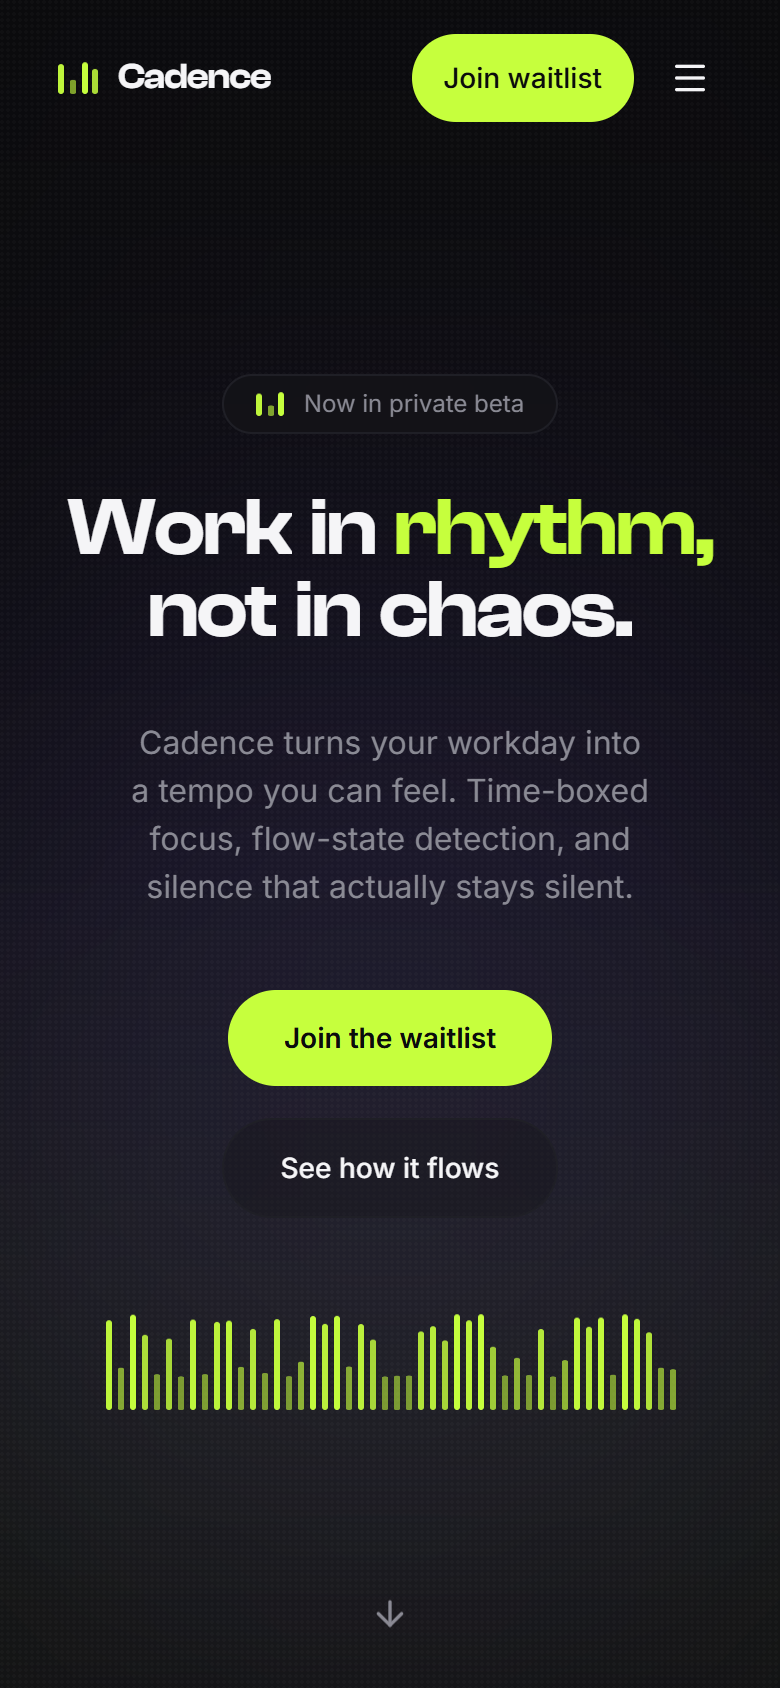 Cadence
Join waitlist
Now in private beta
Work in rhythm,
not in chaos.
Cadence turns your workday into
a tempo you can feel. Time-boxed
focus, flow-state detection, and
silence that actually stays silent.
Join the waitlist
See how it flows